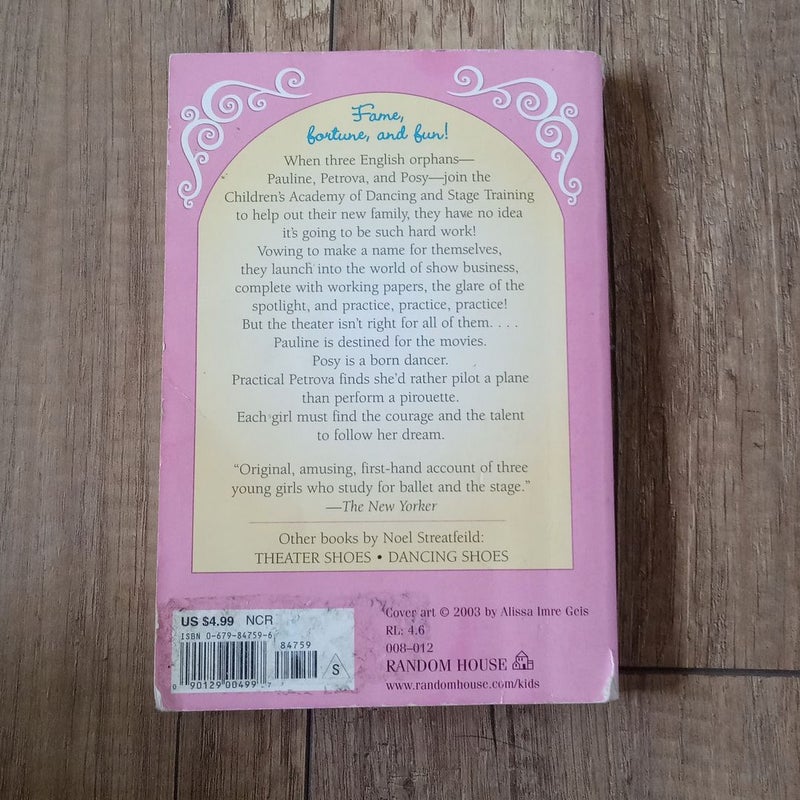 Fame,
fortune, and fun!
When three English orphans—
Pauline, Petrova, and Posy—join the
Children's Academy of Dancing and Stage Training
to help out their new family, they have no idea
it's going to be such hard work!
Vowing to make a name for themselves,
they launch into the world of show business,
complete with working papers, the glare of the
spotlight, and practice, practice, practice!
But the theater isn't right for all of them. . . .
Pauline is destined for the movies.
Posy is a born dancer.
Practical Petrova finds she'd rather pilot a plane
than perform a pirouette.
Each girl must find the courage and the talent
to follow her dream.
“Original, amusing, first-hand account of three
young girls who study for ballet and the stage.”
—The New Yorker
Other books by Noel Streatfeild:
THEATER SHOES • DANCING SHOES
US $4.99 NCR
ISBN 0-679-84759-6
84759
S
0 90129 00499 7
Cover art © 2003 by Alissa Imre Geis
RL: 4.6
008–012
RANDOM HOUSE
www.randomhouse.com/kids